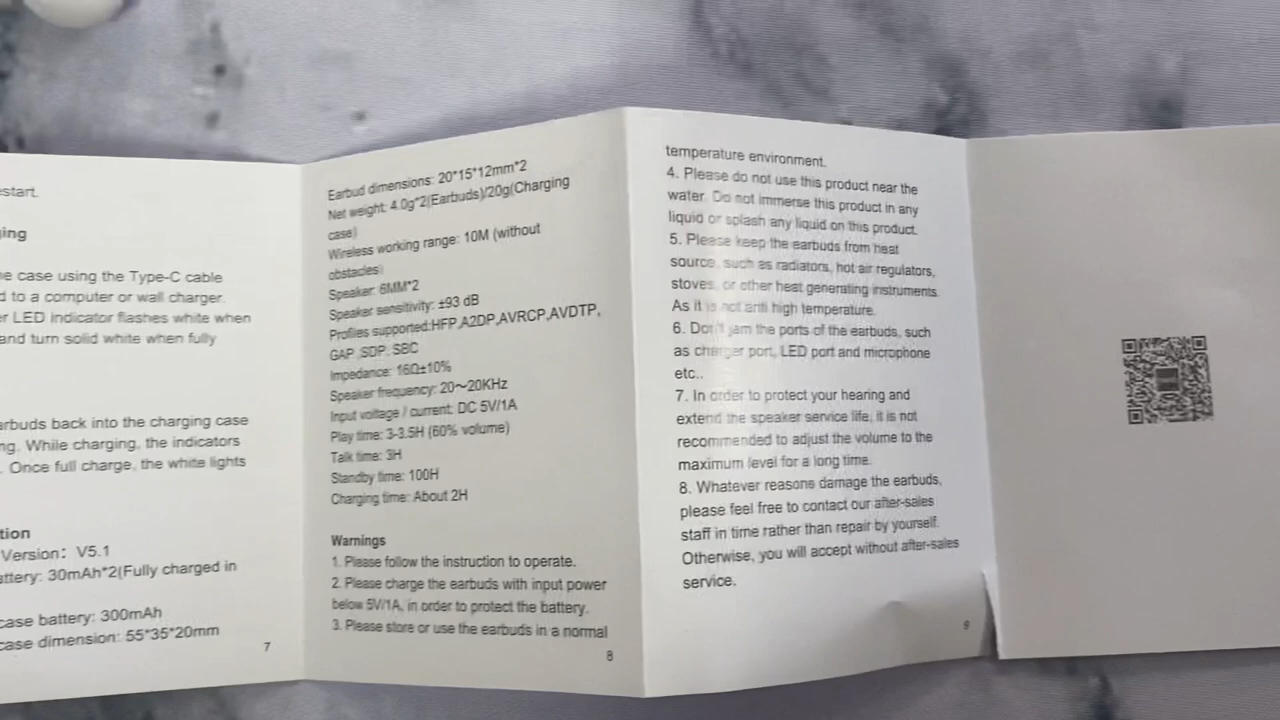 estart.
ging
e case using the Type-C cable
d to a computer or wall charger.
er LED indicator flashes white when
and turn solid white when fully
arbuds back into the charging case
ng. While charging, the indicators
. Once full charge, the white lights
tion
Version: V5.1
attery: 30mAh*2(Fully charged in
case battery: 300mAh
case dimension: 55*35*20mm
7
Earbud dimensions: 20*15*12mm*2
Net weight: 4.0g*2(Earbuds)/20g(Charging
case)
Wireless working range: 10M (without
obstacles)
Speaker: 6MM*2
Speaker sensitivity: ±93 dB
Profiles supported:HFP,A2DP,AVRCP,AVDTP,
GAP SDP SBC
Impedance: 16Ω±10%
Speaker frequency: 20～20KHz
Input voltage / current: DC 5V/1A
Play time: 3-3.5H (60% volume)
Talk time: 3H
Standby time: 100H
Charging time: About 2H
Warnings
1. Please follow the instruction to operate.
2. Please charge the earbuds with input power
below 5V/1A, in order to protect the battery.
3. Please store or use the earbuds in a normal
8
temperature environment.
4. Please do not use this product near the
water. Do not immerse this product in any
liquid or splash any liquid on this product.
5. Please keep the earbuds from heat
source, such as radiators, hot air regulators,
stoves, or other heat generating instruments.
As it is not anti high temperature.
6. Don't jam the ports of the earbuds, such
as charger port, LED port and microphone
etc..
7. In order to protect your hearing and
extend the speaker service life, it is not
recommended to adjust the volume to the
maximum level for a long time.
8. Whatever reasons damage the earbuds,
please feel free to contact our after-sales
staff in time rather than repair by yourself.
Otherwise, you will accept without after-sales
service.
9